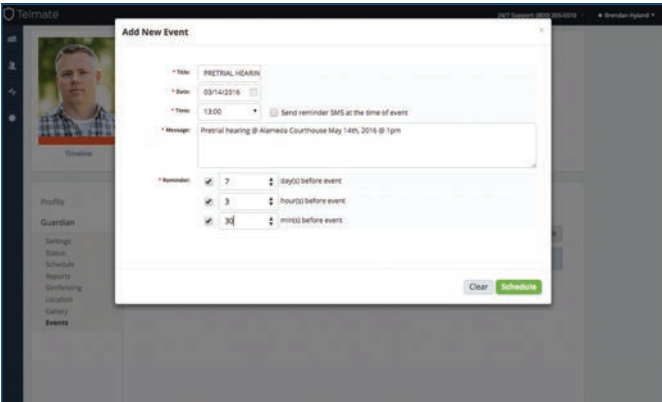 Telmate
24/7 Support: (800) 205-5510
Brendan Hyland
Add New Event
×
* Title: PRETRIAL HEARIN
* Date: 03/14/2016
* Time: 13:00 Send reminder SMS at the time of event
* Message: Pretrial hearing @ Alameda Courthouse May 14th, 2016 @ 1pm
* Reminder: 7 day(s) before event
3 hour(s) before event
30 min(s) before event
Clear Schedule
Timeline
Profile
Guardian
Settings
Status
Schedule
Reports
Geofencing
Location
Gallery
Events